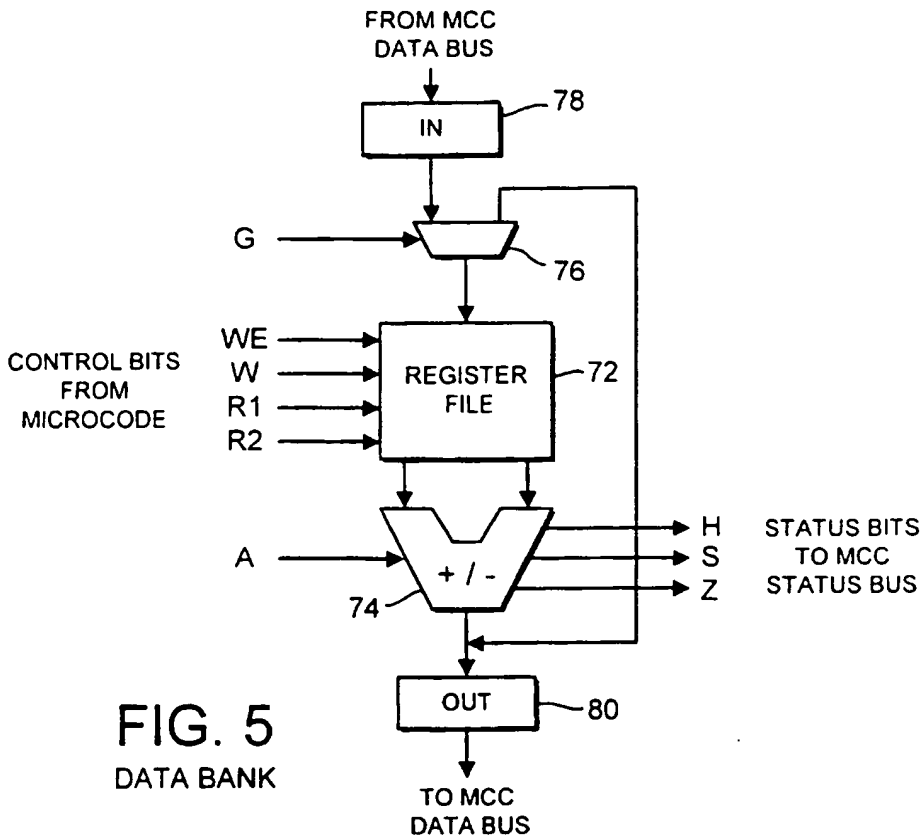 FROM MCC
DATA BUS
78
IN
G
76
CONTROL BITS
FROM
MICROCODE
WE
W
R1
R2
REGISTER
FILE
72
A
+ / -
74
H
S
Z
STATUS BITS
TO MCC
STATUS BUS
OUT
80
FIG. 5
DATA BANK
TO MCC
DATA BUS